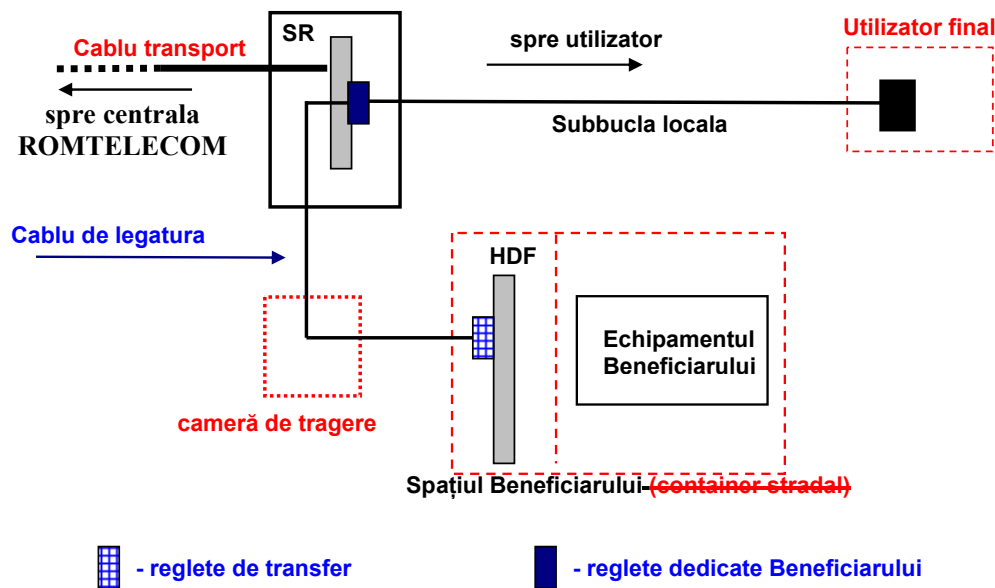 SR
Utilizator final
Cablu transport
spre utilizator
spre centrala
ROMTELECOM
Subbucla locala
Cablu de legatura
HDF
Echipamentul
Beneficiarului
cameră de tragere
Spațiul Beneficiarului-(container stradal)
- reglete de transfer
- reglete dedicate Beneficiarului